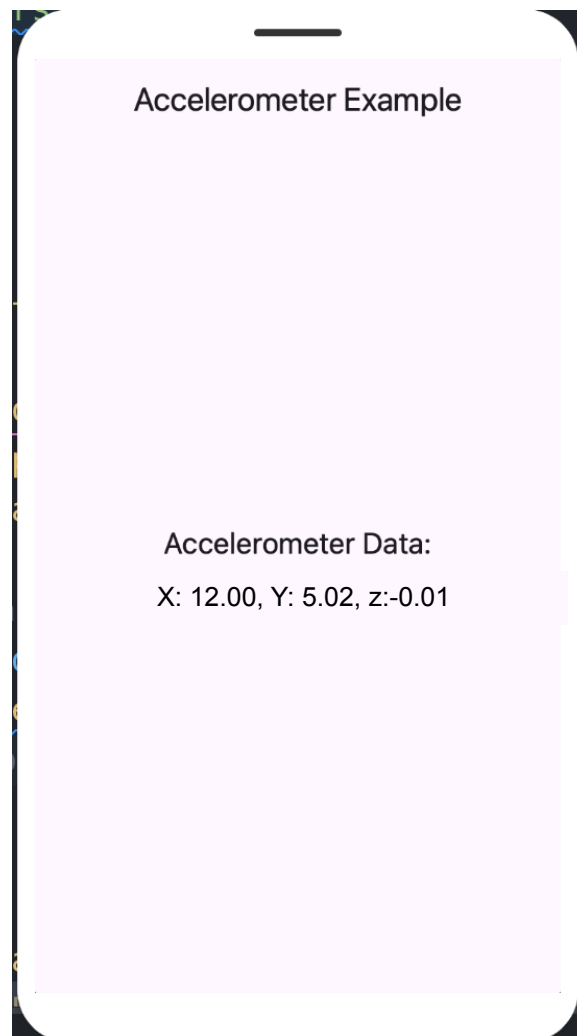 Accelerometer Example
Accelerometer Data:
X: 12.00, Y: 5.02, z:-0.01